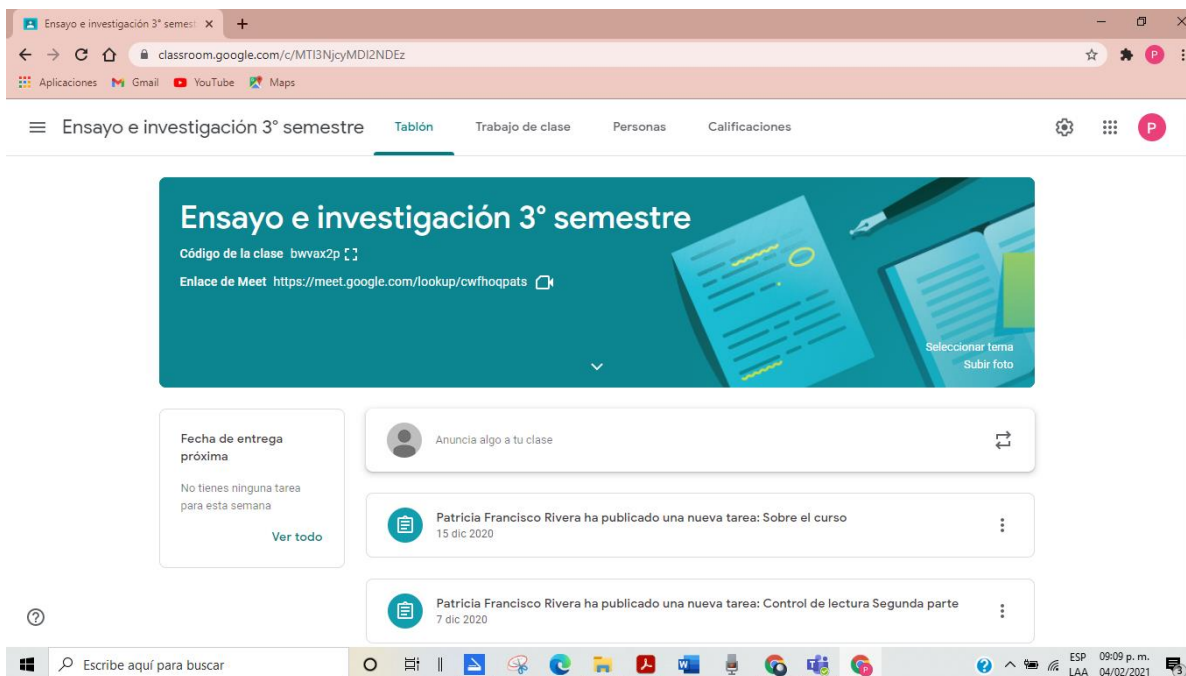 Ensayo e investigación 3° semest
classroom.google.com/c/MTI3NjcyMDI2NDEz
Aplicaciones Gmail YouTube Maps
P
Ensayo e investigación 3° semestre Tablón Trabajo de clase Personas Calificaciones
P
Ensayo e investigación 3° semestre
Código de la clase bwvax2p
Enlace de Meet https://meet.google.com/lookup/cwfhoqpats
Seleccionar tema
Subir foto
Fecha de entrega
próxima
No tienes ninguna tarea
para esta semana
Ver todo
Anuncia algo a tu clase
Patricia Francisco Rivera ha publicado una nueva tarea: Sobre el curso
15 dic 2020
Patricia Francisco Rivera ha publicado una nueva tarea: Control de lectura Segunda parte
7 dic 2020
Escribe aquí para buscar
ESP 09:09 p. m.
LAA 04/02/2021
3